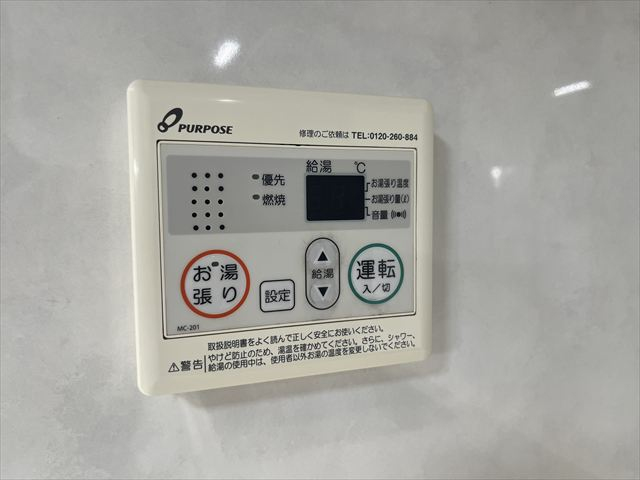 PURPOSE
修理のご依頼は TEL:0120-260-884
給湯 ℃
優先
燃焼
お湯張り温度
お湯張り量(ℓ)
音量
お湯張り
設定
▲
給湯
▼
運転
入/切
MC-201
取扱説明書をよく読んで正しく安全にお使いください。
⚠警告
やけど防止のため、湯温を確かめてください。さらに、シャワー、
給湯の使用中は、使用者以外お湯の温度を変更しないでください。